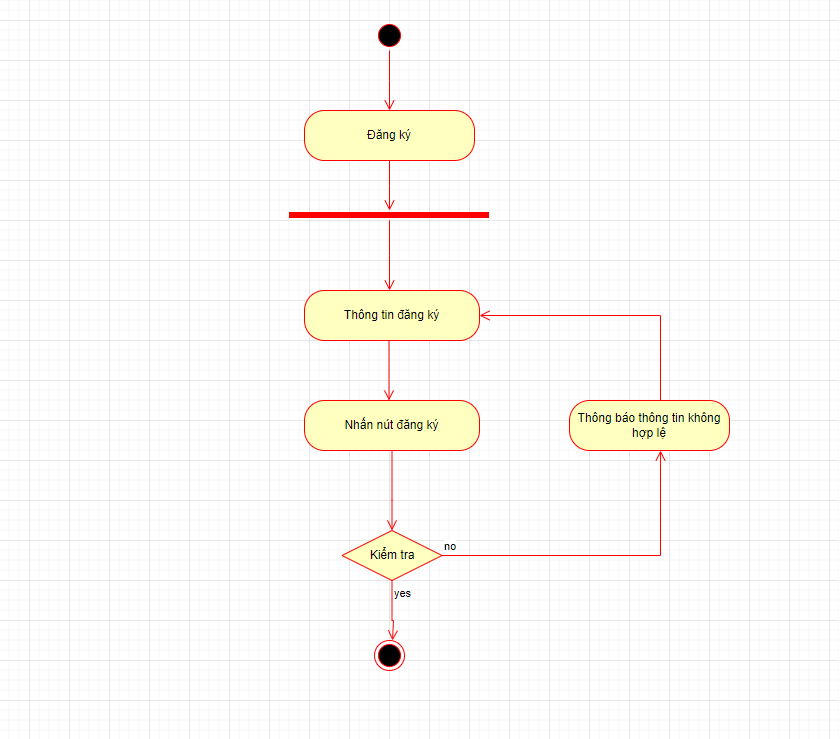 Đăng ký
Thông tin đăng ký
Nhấn nút đăng ký
Thông báo thông tin không
hợp lệ
Kiểm tra
no
yes